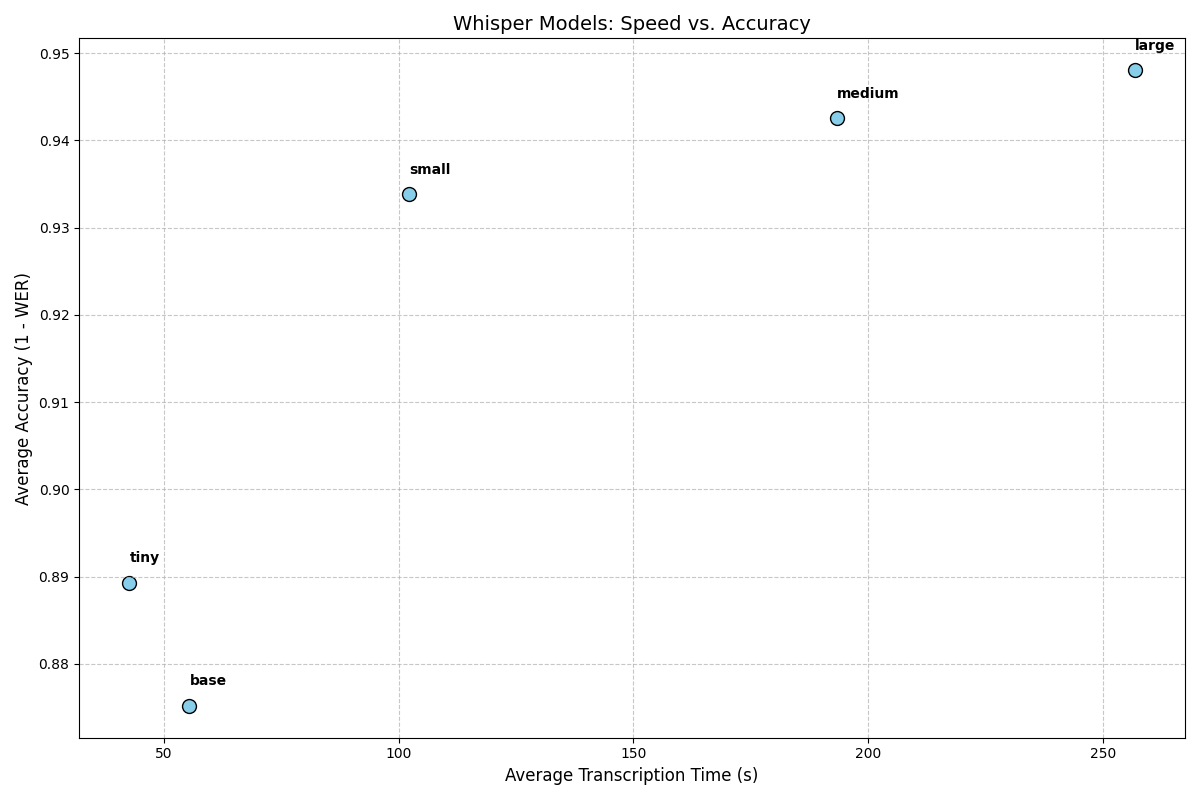 Whisper Models: Speed vs. Accuracy
0.95
0.94
0.93
0.92
0.91
0.90
0.89
0.88
Average Accuracy (1 - WER)
large
medium
small
tiny
base
50
100
150
200
250
Average Transcription Time (s)